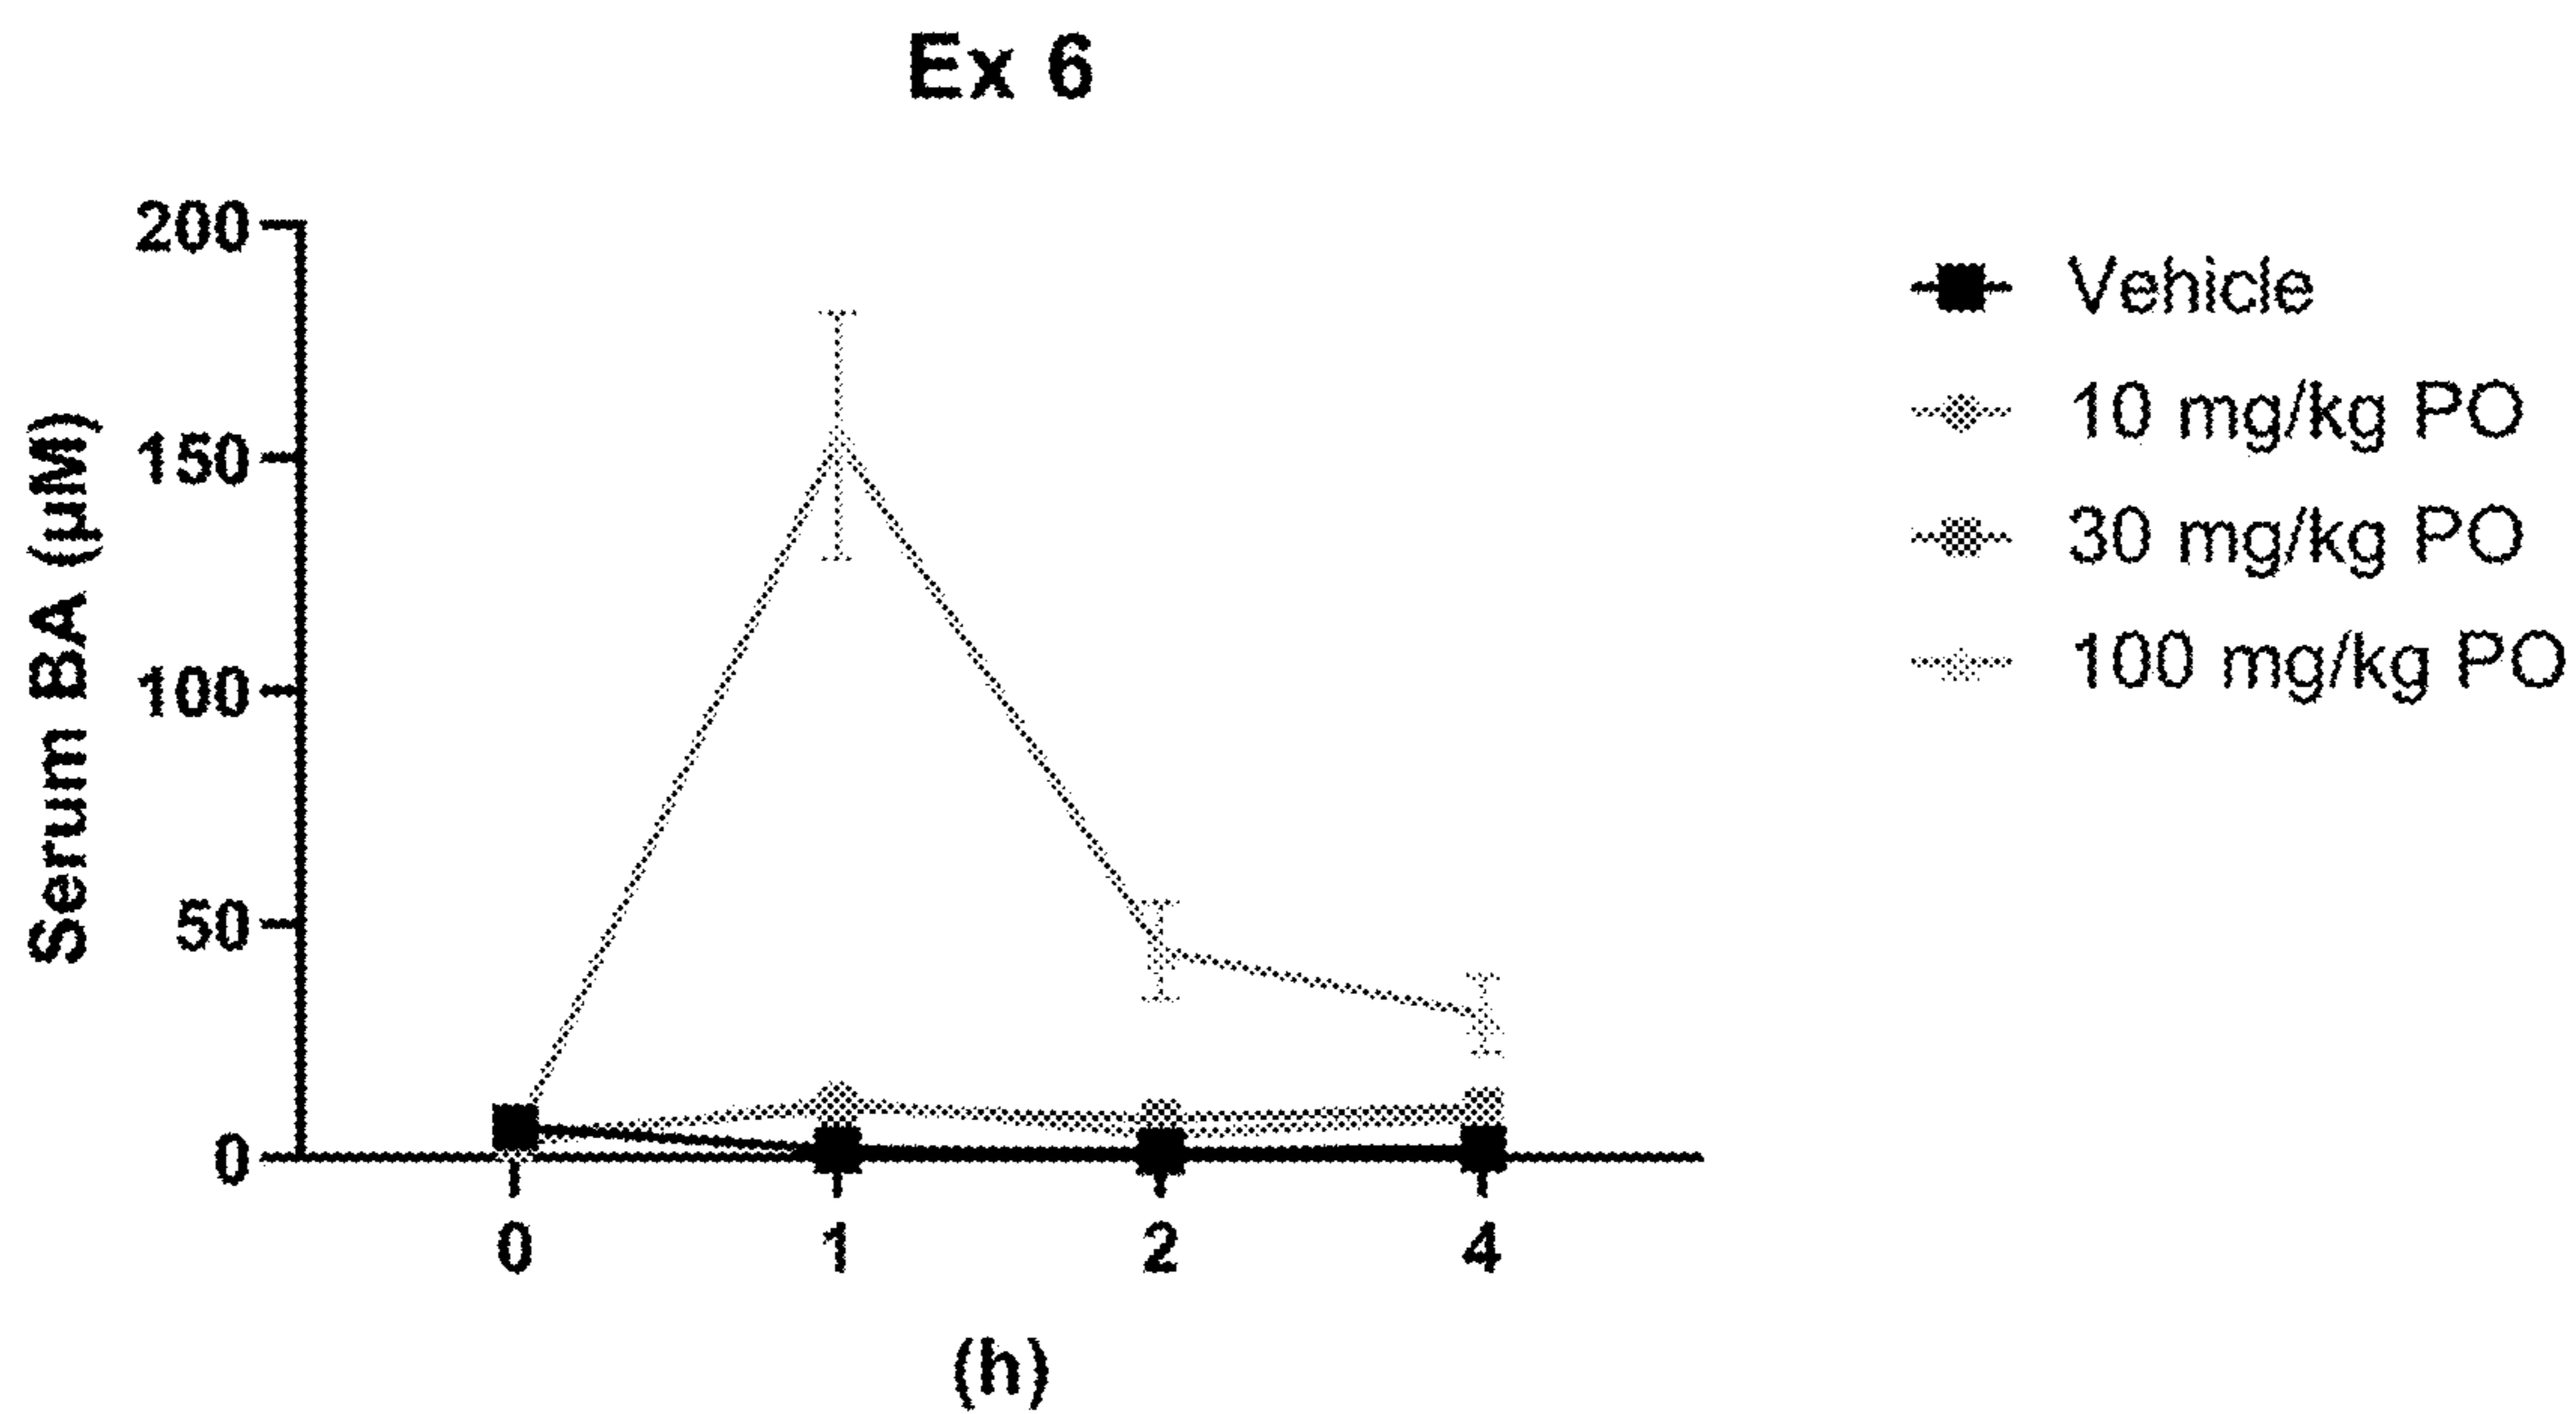 Ex 6
200
150
100
50
0
Serum BA (µM)
0 1 2 4
(h)
Vehicle
10 mg/kg PO
30 mg/kg PO
100 mg/kg PO